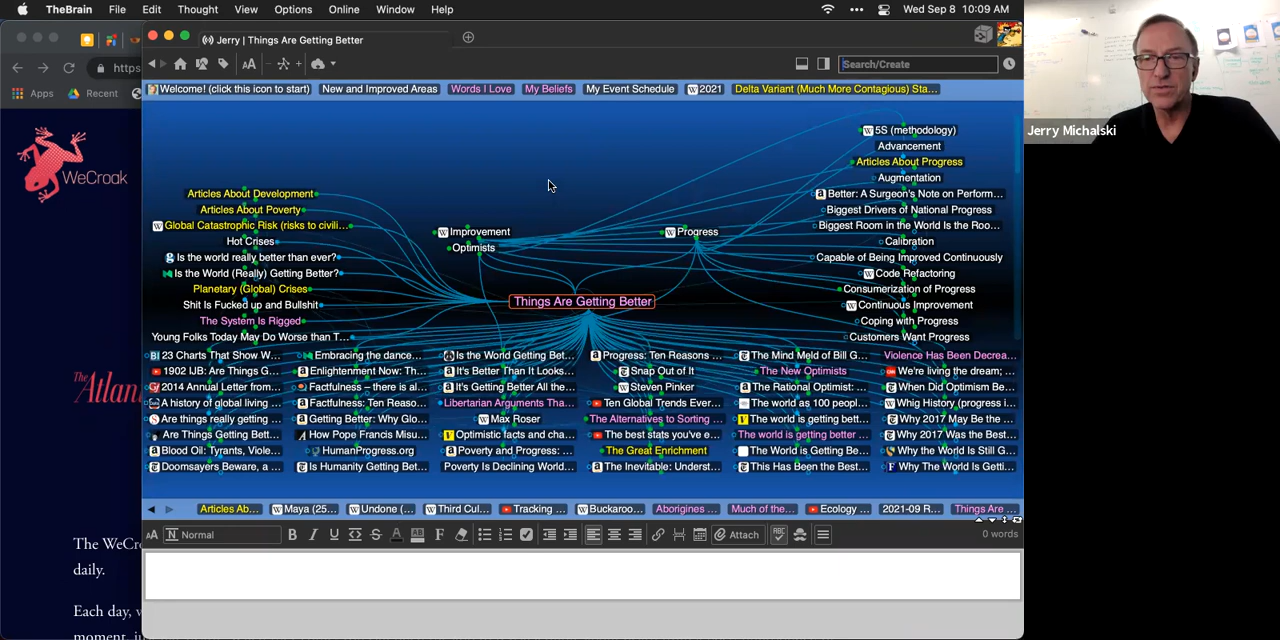 TheBrain File Edit Thought View Options Online Window Help Wed Sep 8 10:09 AM
Jerry | Things Are Getting Better
https
Search/Create
Apps Recent
Welcome! (click this icon to start) New and Improved Areas Words I Love My Beliefs My Event Schedule 2021 Delta Variant (Much More Contagious) Sta...
WeCroak
Jerry Michalski
5S (methodology)
Advancement
Articles About Progress
Augmentation
Better: A Surgeon's Note on Perform...
Biggest Drivers of National Progress
Biggest Room in the World Is the Roo...
Calibration
Capable of Being Improved Continuously
Code Refactoring
Consumerization of Progress
Continuous Improvement
Coping with Progress
Customers Want Progress
Articles About Development
Articles About Poverty
Global Catastrophic Risk (risks to civili...
Hot Crises
Is the world really better than ever?
Is the World (Really) Getting Better?
Planetary (Global) Crises
Shit Is Fucked up and Bullshit
The System Is Rigged
Young Folks Today May Do Worse than T...
Improvement
Optimists
Progress
Things Are Getting Better
23 Charts That Show W...
1902 IJB: Are Things G...
2014 Annual Letter from...
A history of global living ...
Are things really getting ...
Are Things Getting Bett...
Blood Oil: Tyrants, Viole...
Doomsayers Beware, a ...
Embracing the dance...
Enlightenment Now: Th...
Factfulness – there is al...
Factfulness: Ten Reaso...
Getting Better: Why Glo...
How Pope Francis Misu...
HumanProgress.org
Is Humanity Getting Bet...
Is the World Getting Bet...
It's Better Than It Looks...
It's Getting Better All the...
Libertarian Arguments Tha...
Max Roser
Optimistic facts and cha...
Poverty and Progress: ...
Poverty Is Declining World...
Progress: Ten Reasons ...
Snap Out of It
Steven Pinker
Ten Global Trends Ever...
The Alternatives to Sorting ...
The best stats you've e...
The Great Enrichment
The Inevitable: Underst...
The Mind Meld of Bill G...
The New Optimists
The Rational Optimist: ...
The world as 100 peopl...
The world is getting bett...
The world is getting better ...
The World is Getting Be...
This Has Been the Best...
Violence Has Been Decrea...
We're living the dream; ...
When Did Optimism Be...
Whig History (progress i...
Why 2017 May Be the ...
Why 2017 Was the Best...
Why the World Is Still G...
Why The World Is Getti...
The Atlan
Articles Ab... Maya (25... Undone (... Third Cul... Tracking ... Buckaroo... Aborigines ... Much of the... Ecology ... 2021-09 R... Things Are ...
Normal Attach 0 words
The WeCro
daily.
Each day, w
moment, in